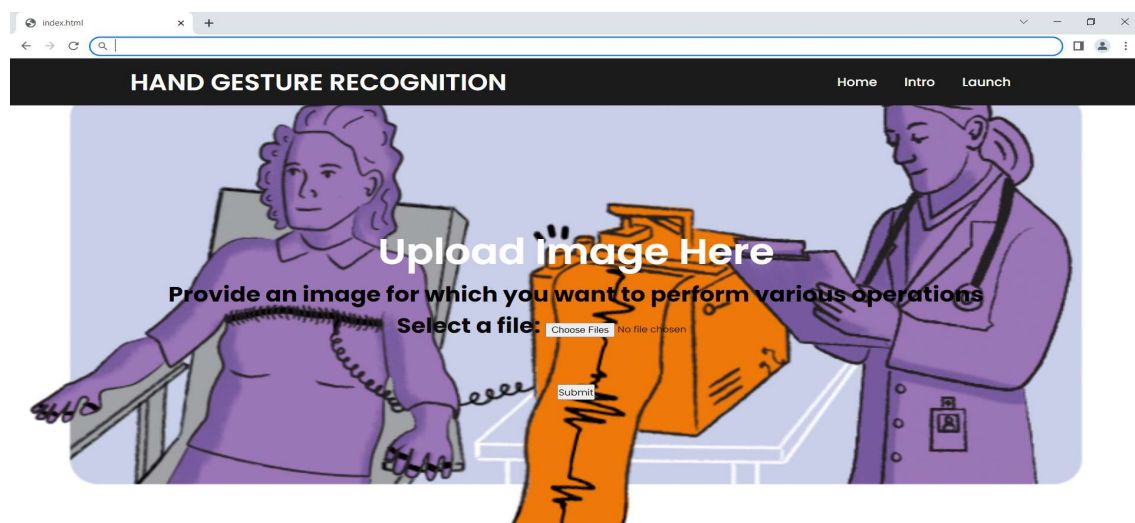 index.html
HAND GESTURE RECOGNITION
Home Intro Launch
Upload Image Here
Provide an image for which you want to perform various operations
Select a file: Choose Files No file chosen
Submit